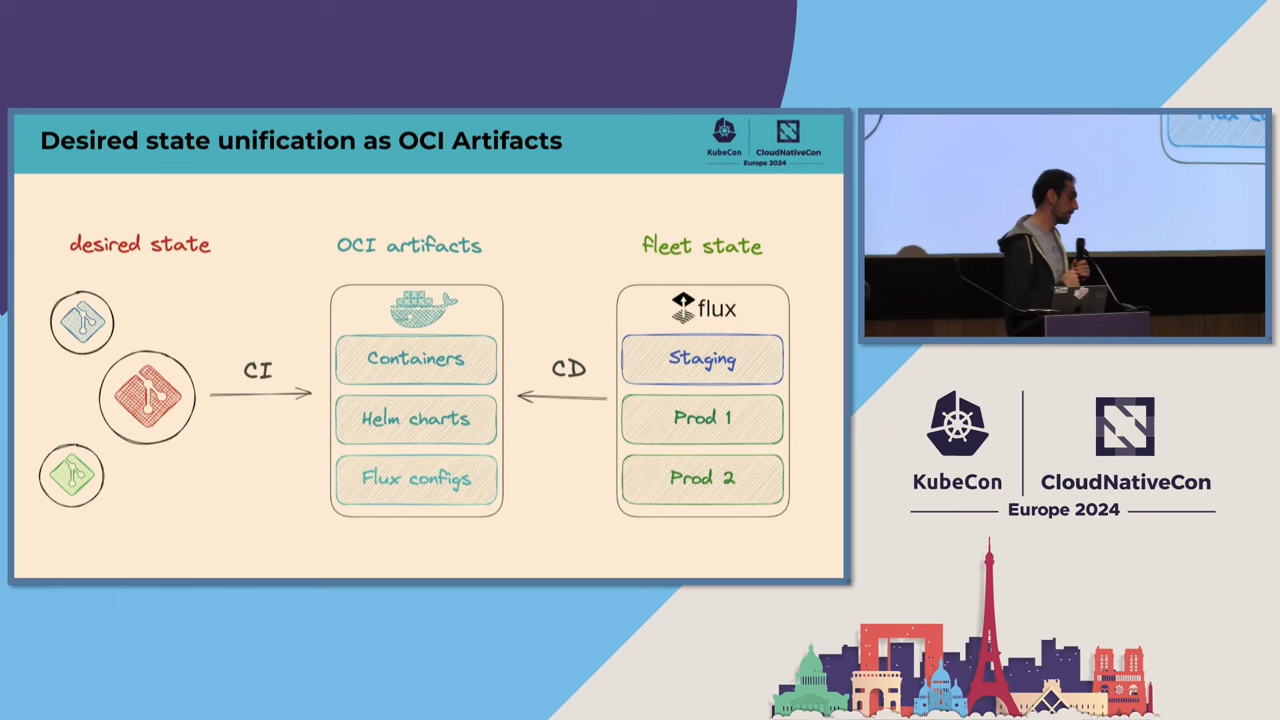 Desired state unification as OCI Artifacts
KubeCon
CloudNativeCon
Europe 2024
desired state
OCI artifacts
fleet state
flux
CI
CD
Containers
Helm charts
Flux configs
Staging
Prod 1
Prod 2
KubeCon
CloudNativeCon
Europe 2024